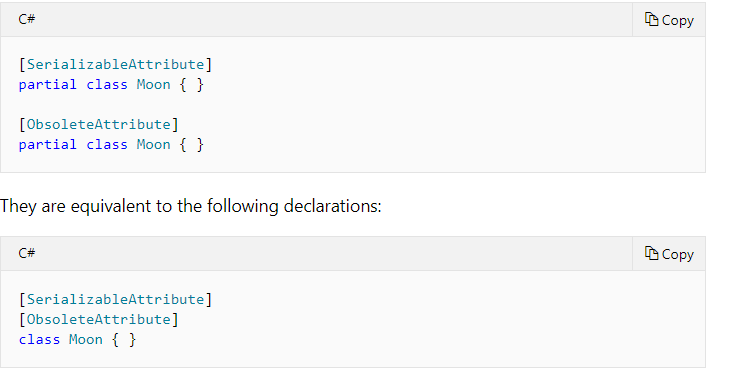 C#
Copy
[SerializableAttribute]
partial class Moon { }
[ObsoleteAttribute]
partial class Moon { }
They are equivalent to the following declarations:
C#
Copy
[SerializableAttribute]
[ObsoleteAttribute]
class Moon { }